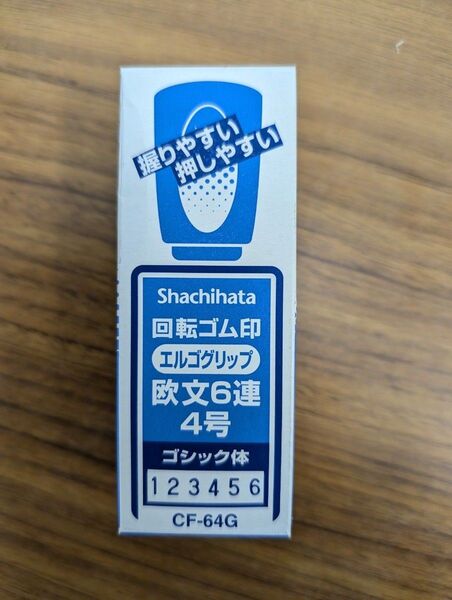 握りやすい
押しやすい
Shachihata
回転ゴム印
エルゴグリップ
欧文6連
4号
ゴシック体
123456
CF-64G